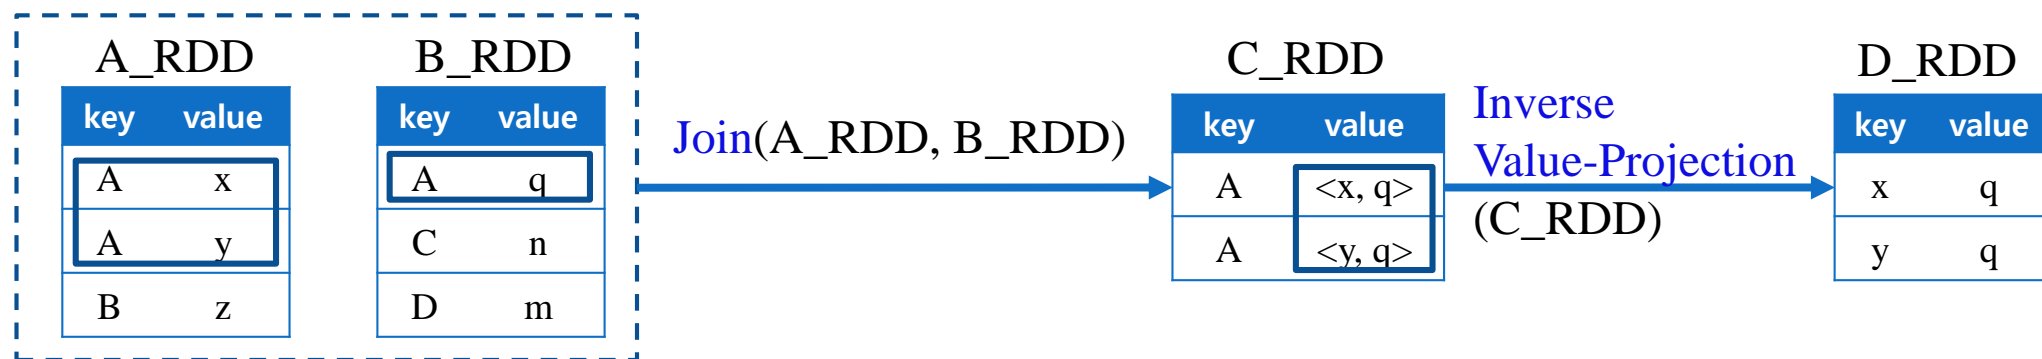 A_RDD
key value
A x
A y
B z
B_RDD
key value
A q
C n
D m
Join(A_RDD, B_RDD)
C_RDD
key value
A <x, q>
A <y, q>
Inverse
Value-Projection
(C_RDD)
D_RDD
key value
x q
y q